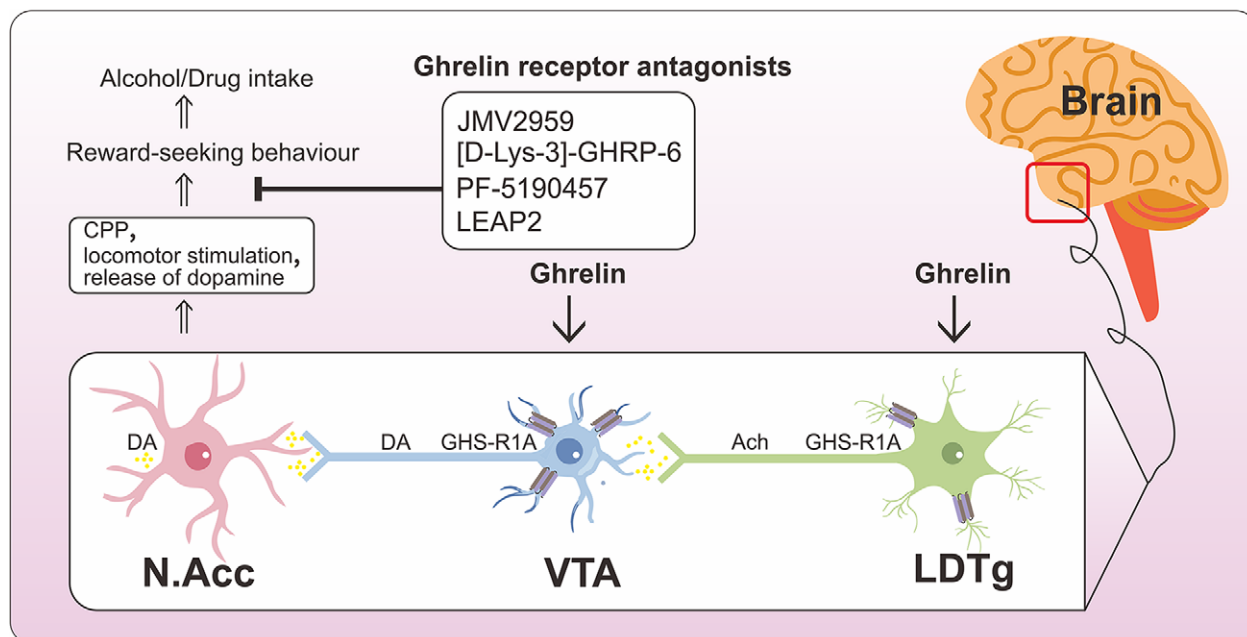 Alcohol/Drug intake
Reward-seeking behaviour
CPP,
locomotor stimulation,
release of dopamine
Ghrelin receptor antagonists
JMV2959
[D-Lys-3]-GHRP-6
PF-5190457
LEAP2
Brain
Ghrelin
Ghrelin
DA
DA
GHS-R1A
Ach
GHS-R1A
N.Acc
VTA
LDTg